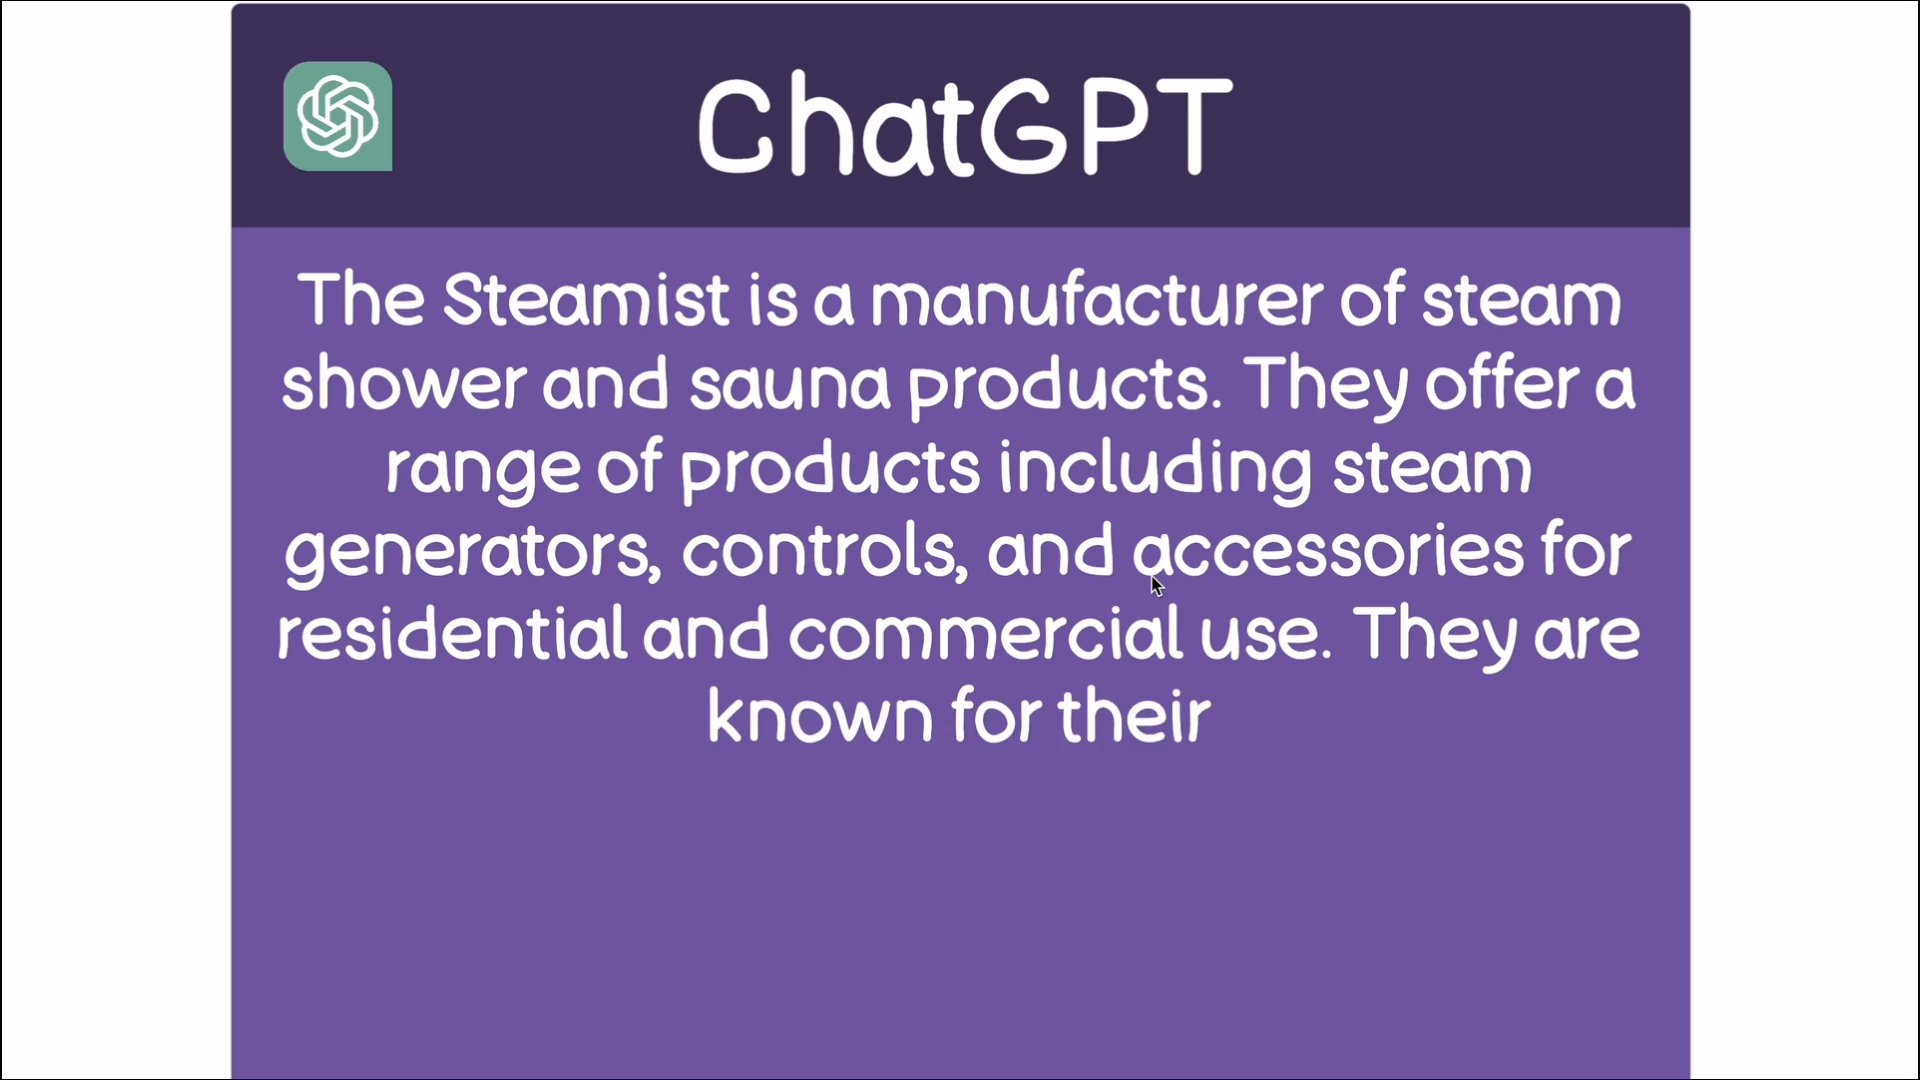 ChatGPT
The Steamist is a manufacturer of steam
shower and sauna products. They offer a
range of products including steam
generators, controls, and accessories for
residential and commercial use. They are
known for their